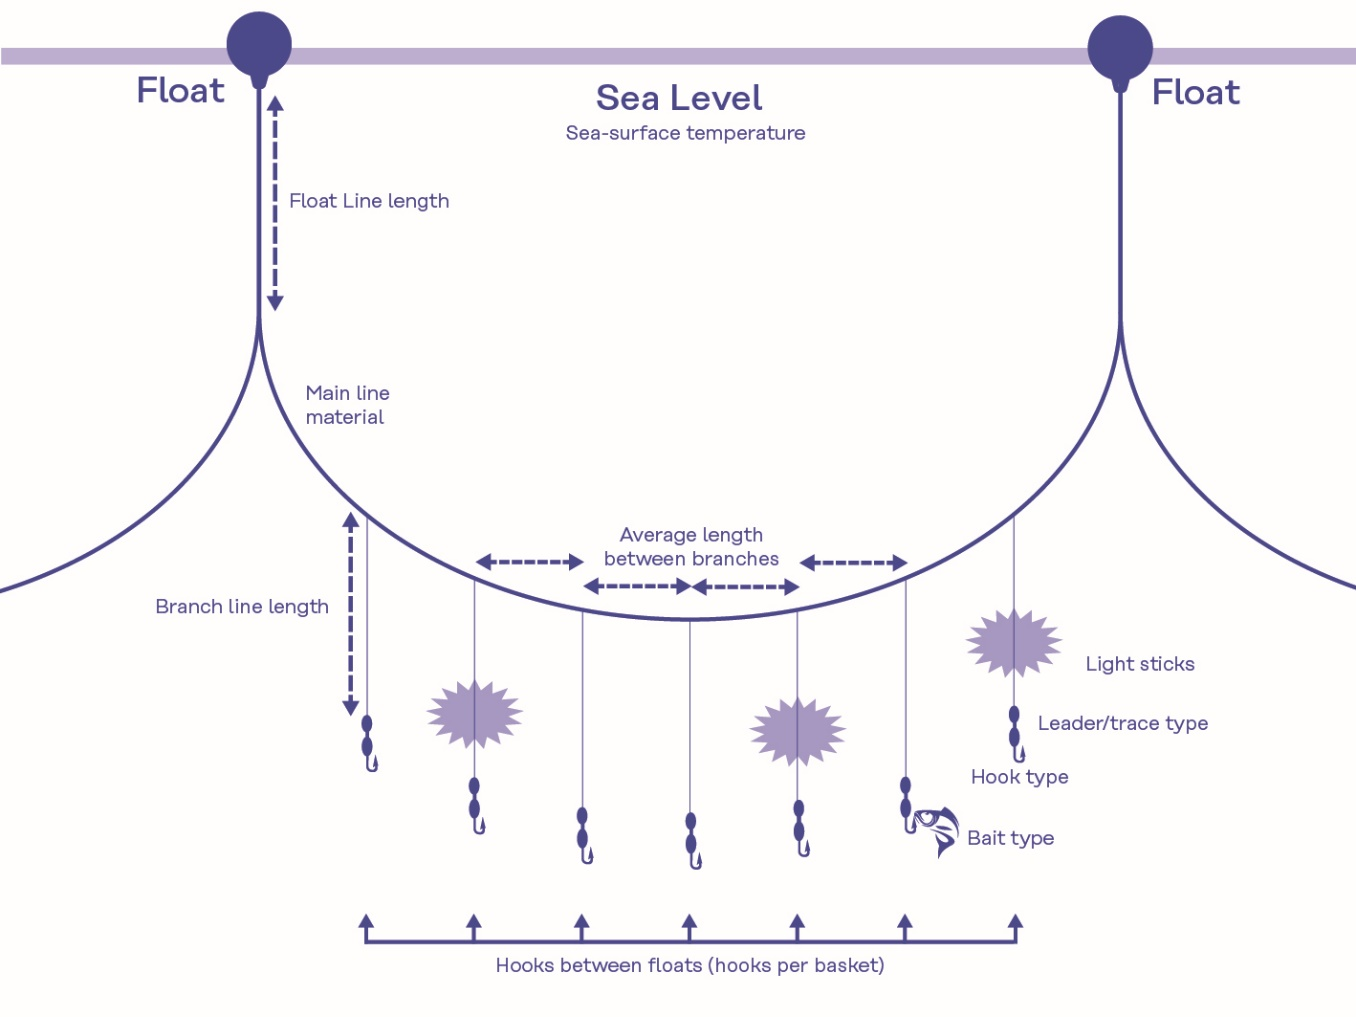 Float
Float
Sea Level
Sea-surface temperature
Float Line length
Main line
material
Average length
between branches
Branch line length
Light sticks
Leader/trace type
Hook type
Bait type
Hooks between floats (hooks per basket)